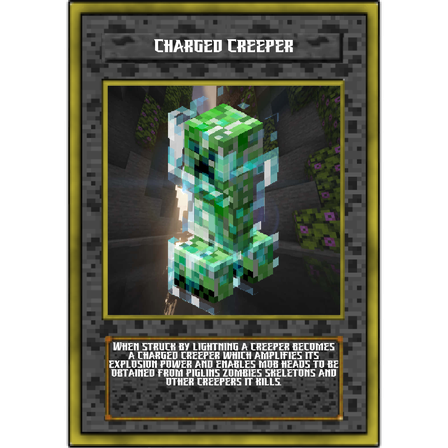 Charged Creeper
When struck by lightning a creeper becomes
a charged creeper which amplifies its
explosion power and enables mob heads to be
obtained from piglins zombies skeletons and
other creepers it kills.